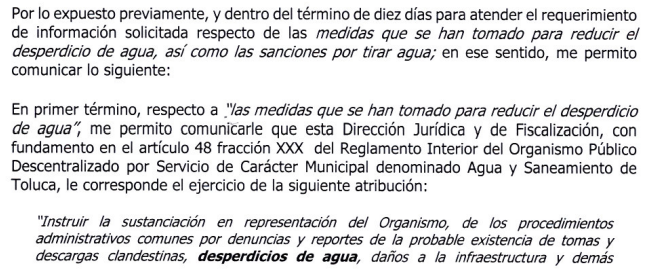 Por lo expuesto previamente, y dentro del término de diez días para atender el requerimiento
de información solicitada respecto de las medidas que se han tomado para reducir el
desperdicio de agua, así como las sanciones por tirar agua; en ese sentido, me permito
comunicar lo siguiente:
En primer término, respecto a "las medidas que se han tomado para reducir el desperdicio
de agua", me permito comunicarle que esta Dirección Jurídica y de Fiscalización, con
fundamento en el artículo 48 fracción XXX del Reglamento Interior del Organismo Público
Descentralizado por Servicio de Carácter Municipal denominado Agua y Saneamiento de
Toluca, le corresponde el ejercicio de la siguiente atribución:
"Instruir la sustanciación en representación del Organismo, de los procedimientos
administrativos comunes por denuncias y reportes de la probable existencia de tomas y
descargas clandestinas, desperdicios de agua, daños a la infraestructura y demás